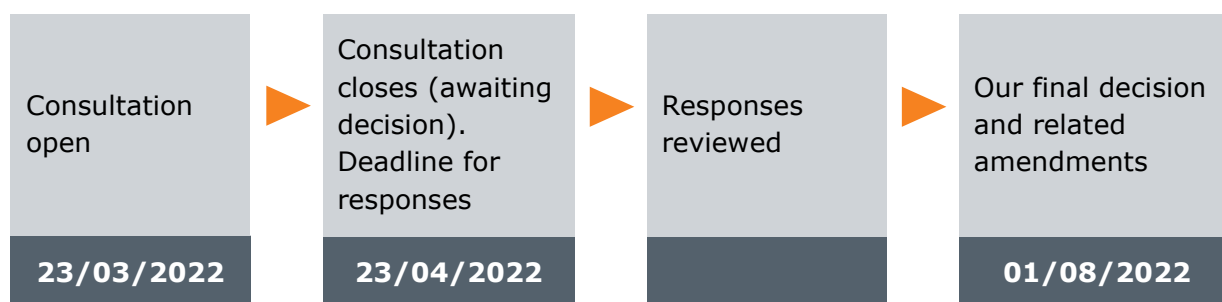 Consultation
open
23/03/2022
Consultation
closes (awaiting
decision).
Deadline for
responses
23/04/2022
Responses
reviewed
Our final decision
and related
amendments
01/08/2022